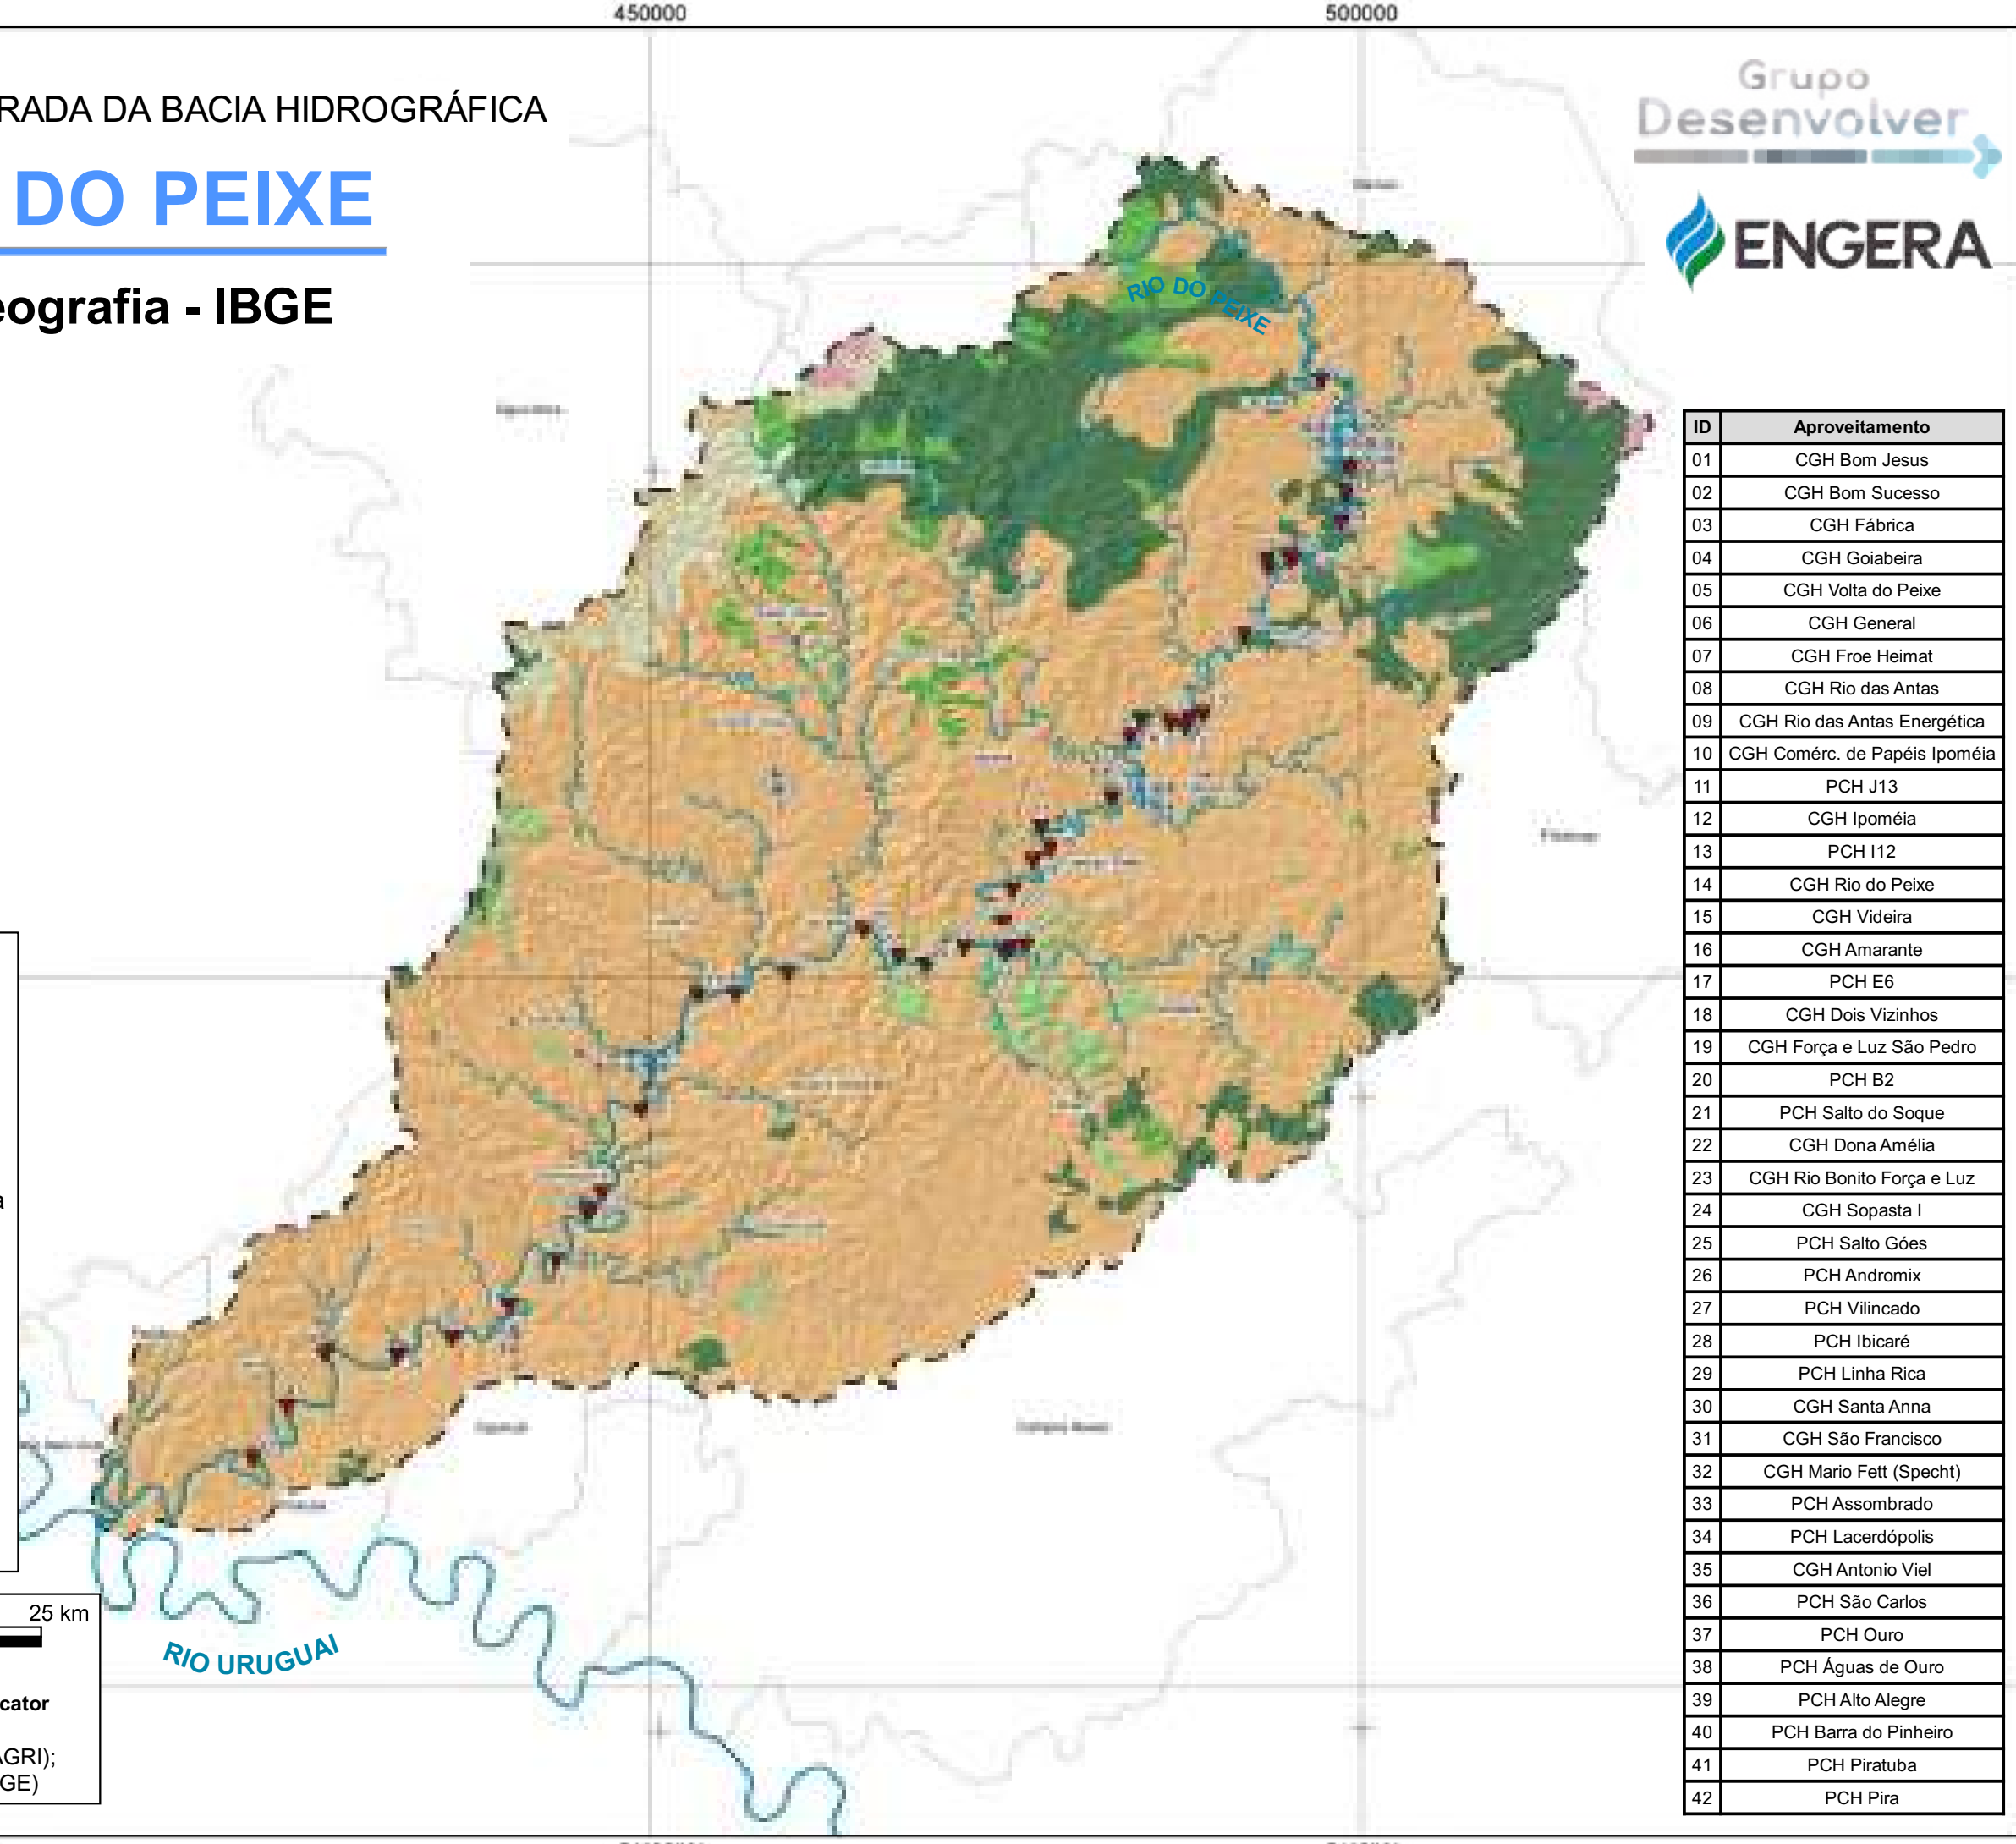 450000
500000
RADA DA BACIA HIDROGRÁFICA
DO PEIXE
eografia - IBGE
Grupo
Desenvolver
ENGERA
RIO DO PEIXE
ID Aproveitamento
01 CGH Bom Jesus
02 CGH Bom Sucesso
03 CGH Fábrica
04 CGH Goiabeira
05 CGH Volta do Peixe
06 CGH General
07 CGH Froe Heimat
08 CGH Rio das Antas
09 CGH Rio das Antas Energética
10 CGH Comérc. de Papéis Ipoméia
11 PCH J13
12 CGH Ipoméia
13 PCH I12
14 CGH Rio do Peixe
15 CGH Videira
16 CGH Amarante
17 PCH E6
18 CGH Dois Vizinhos
19 CGH Força e Luz São Pedro
20 PCH B2
21 PCH Salto do Soque
22 CGH Dona Amélia
23 CGH Rio Bonito Força e Luz
24 CGH Sopasta I
25 PCH Salto Góes
26 PCH Andromix
27 PCH Vilincado
28 PCH Ibicaré
29 PCH Linha Rica
30 CGH Santa Anna
31 CGH São Francisco
32 CGH Mario Fett (Specht)
33 PCH Assombrado
34 PCH Lacerdópolis
35 CGH Antonio Viel
36 PCH São Carlos
37 PCH Ouro
38 PCH Águas de Ouro
39 PCH Alto Alegre
40 PCH Barra do Pinheiro
41 PCH Piratuba
42 PCH Pira
a
25 km
RIO URUGUAI
cator
AGRI);
GE)